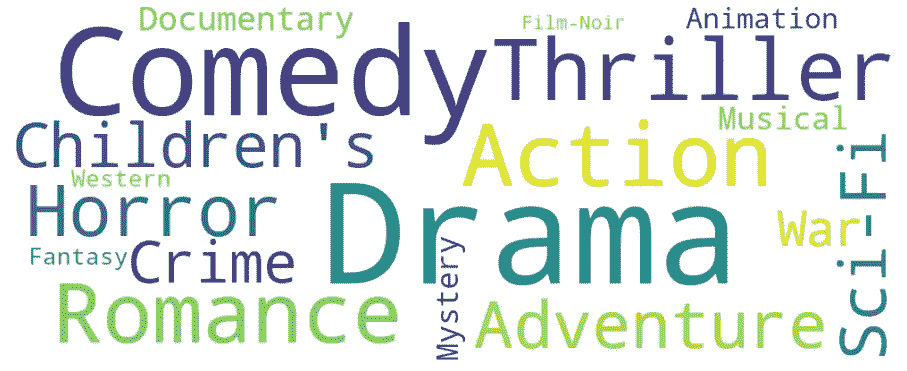 Documentary
Film-Noir
Animation
Comedy
Thriller
Musical
Children's
Action
Western
Horror
Drama
War
Sci-Fi
Fantasy
Crime
Mystery
Romance
Adventure